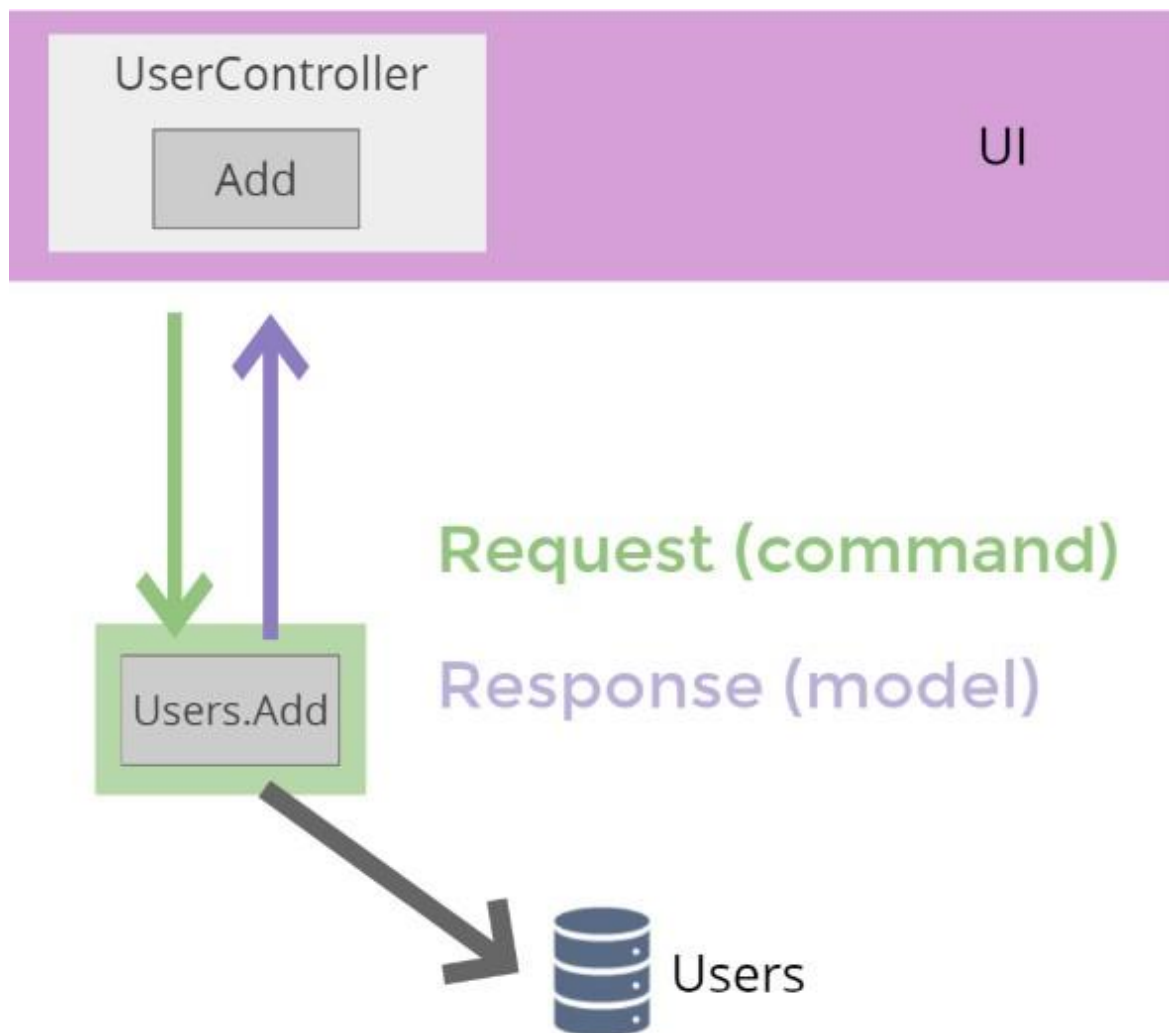 UserController
Add
UI
Request (command)
Response (model)
Users.Add
Users